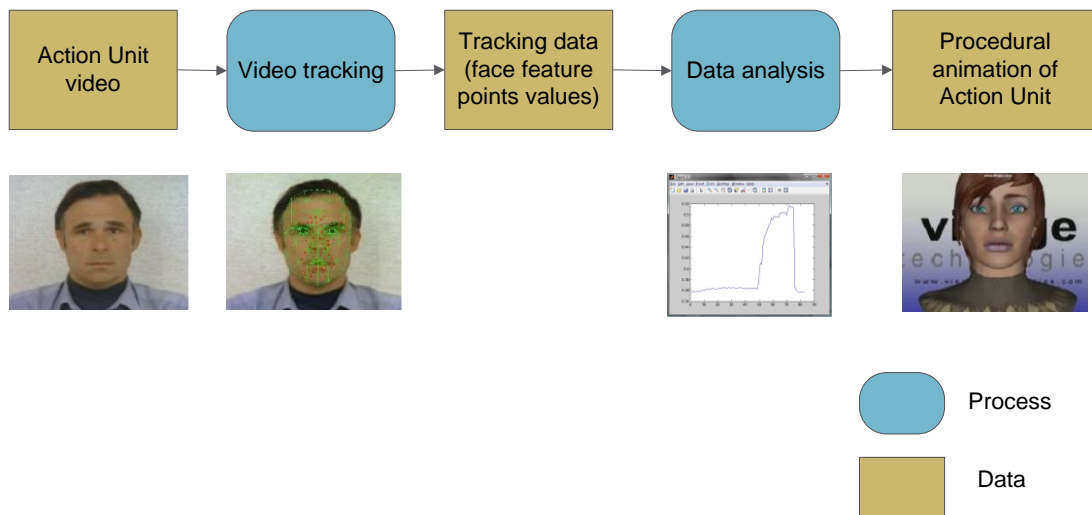 Action Unit
video
Video tracking
Tracking data
(face feature
points values)
Data analysis
Procedural
animation of
Action Unit
Process
Data